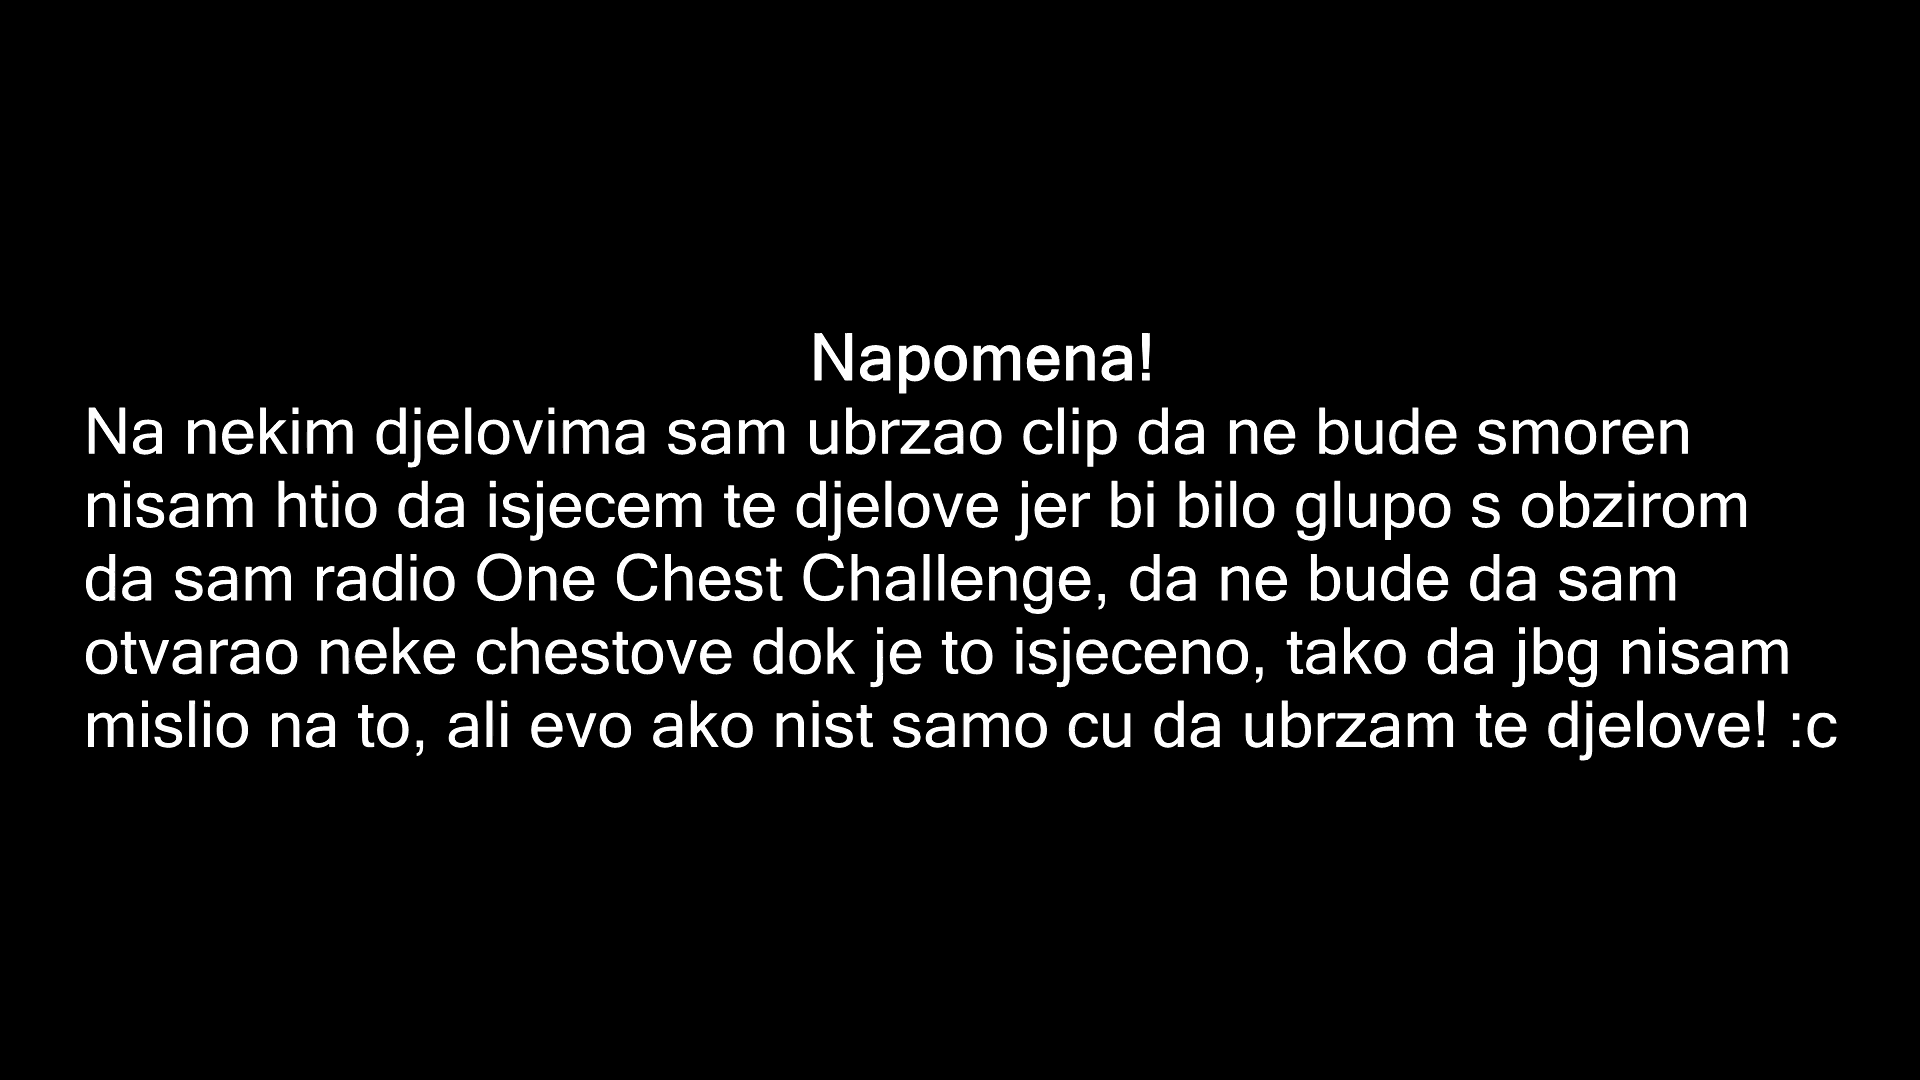 Napomena!
Na nekim djelovima sam ubrzao clip da ne bude smoren
nisam htio da isjecem te djelove jer bi bilo glupo s obzirom
da sam radio One Chest Challenge, da ne bude da sam
otvarao neke chestove dok je to isjeceno, tako da jbg nisam
mislio na to, ali evo ako nist samo cu da ubrzam te djelove! :c